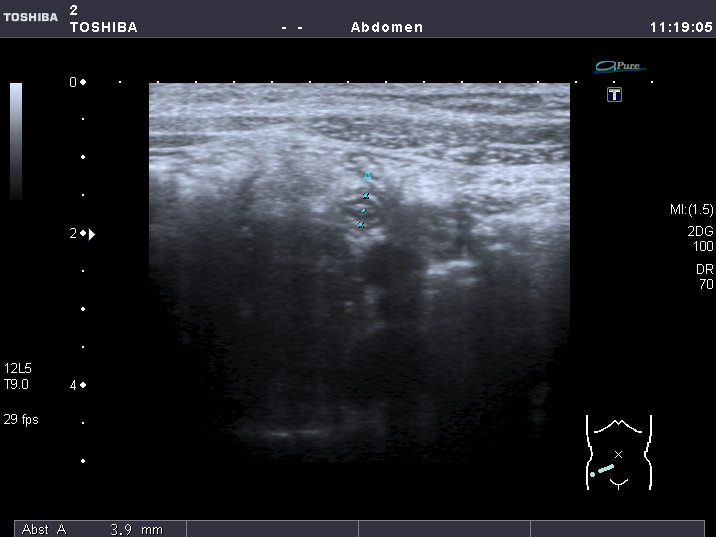 TOSHIBA
2
TOSHIBA - - Abdomen 11:19:05
aPure
T
0
A
MI:(1.5)
2
2DG
100
DR
70
12L5
T9.0
4
29 fps
Abst A 3.9 mm